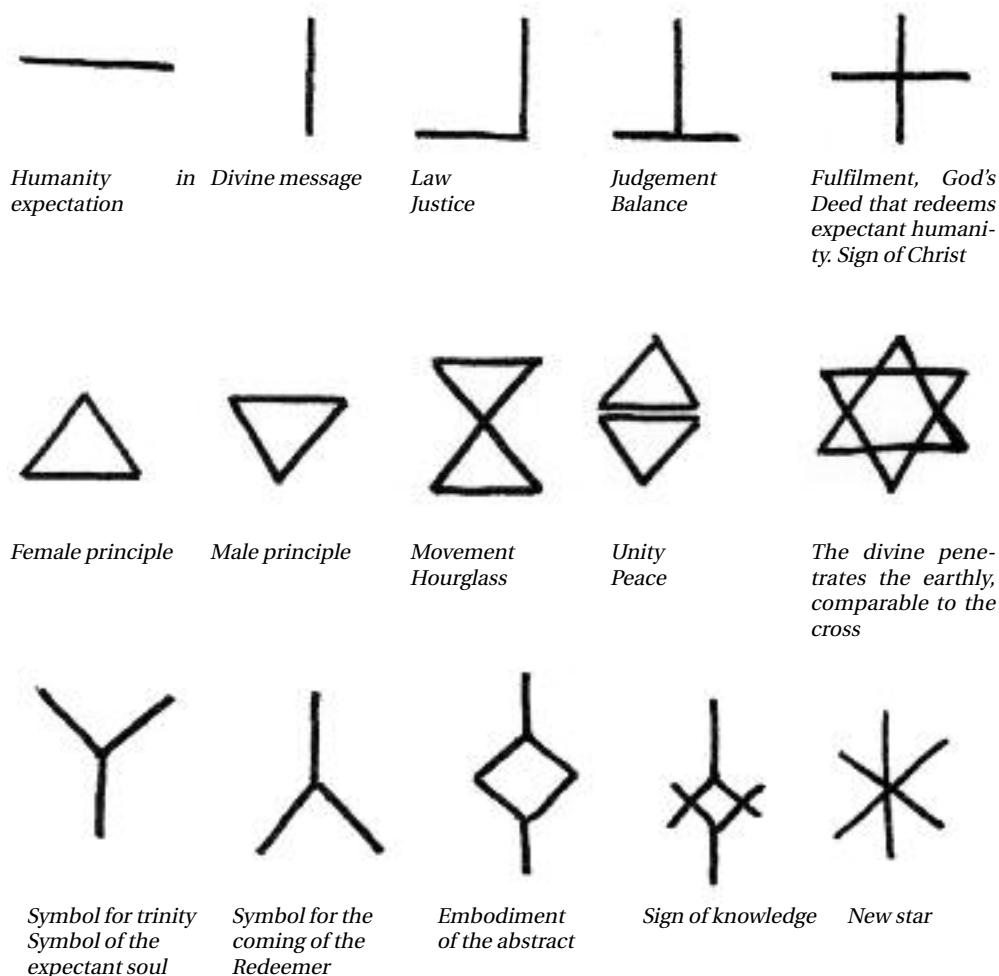 Humanity in
expectation
Divine message
Law
Justice
Judgement
Balance
Fulfilment, God's
Deed that redeems
expectant humani-
ty. Sign of Christ
Female principle
Male principle
Movement
Hourglass
Unity
Peace
The divine pene-
trates the earthly,
comparable to the
cross
Symbol for trinity
Symbol of the
expectant soul
Symbol for the
coming of the
Redeemer
Embodiment
of the abstract
Sign of knowledge
New star